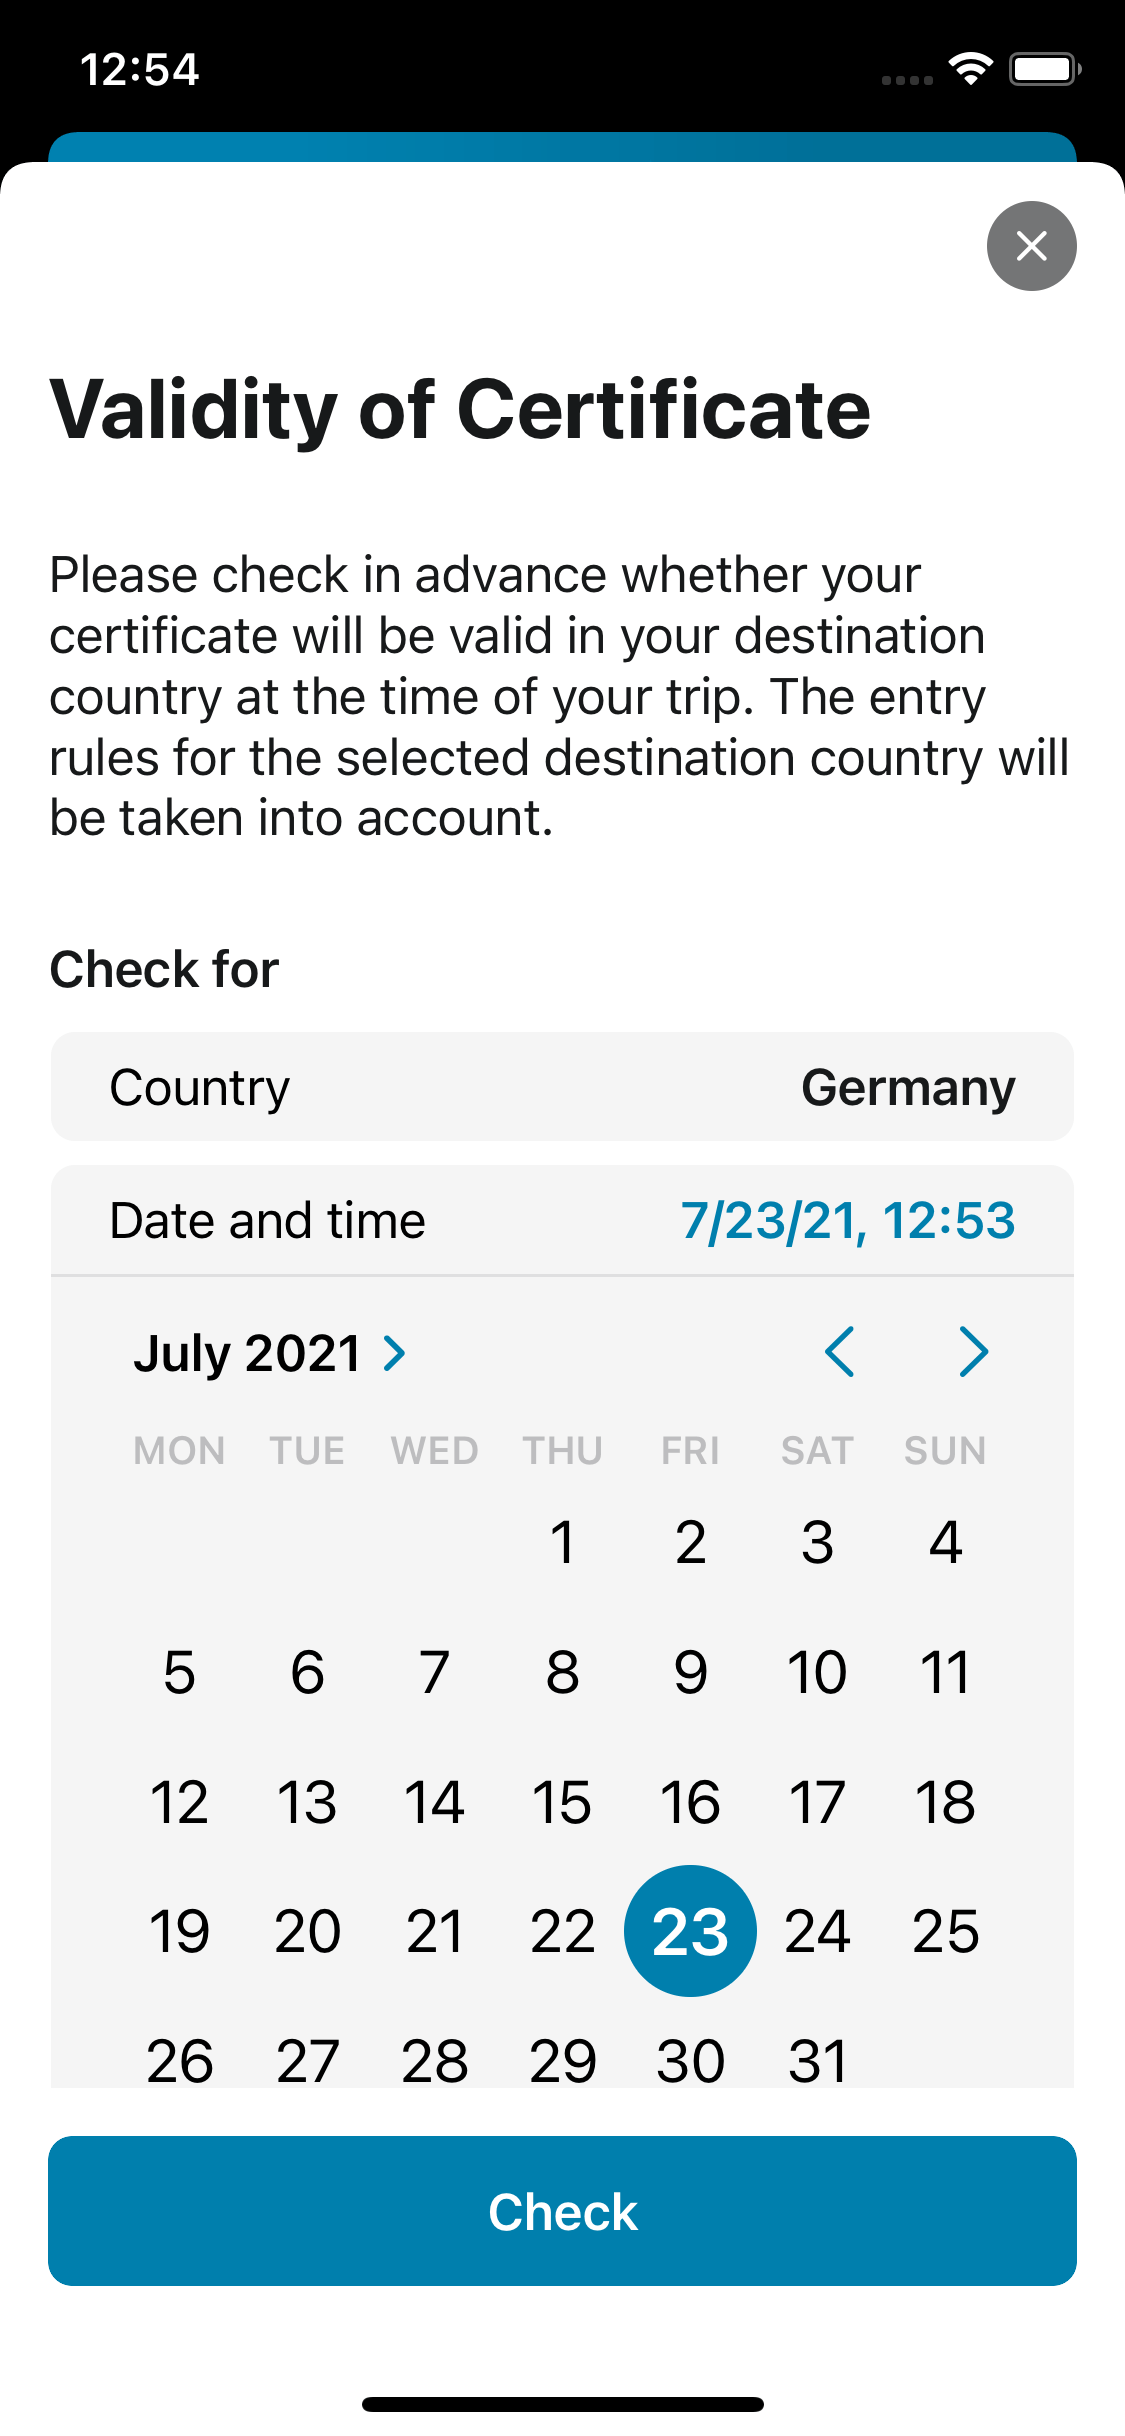 12:54
Validity of Certificate
Please check in advance whether your
certificate will be valid in your destination
country at the time of your trip. The entry
rules for the selected destination country will
be taken into account.
Check for
Country Germany
Date and time 7/23/21, 12:53
July 2021
MON TUE WED THU FRI SAT SUN
1 2 3 4
5 6 7 8 9 10 11
12 13 14 15 16 17 18
19 20 21 22 23 24 25
26 27 28 29 30 31
Check